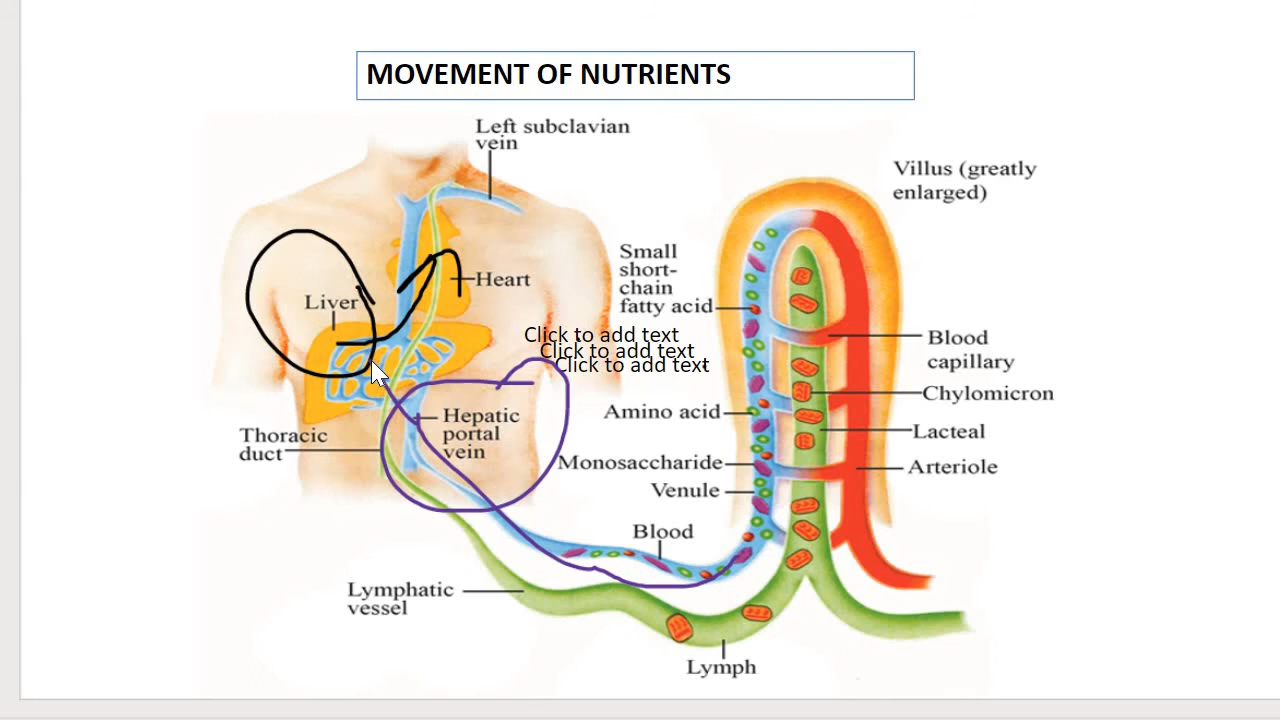 MOVEMENT OF NUTRIENTS
Left subclavian
vein
Villus (greatly
enlarged)
Small
short-
chain
fatty acid
Heart
Liver
Click to add text
Click to add text
Click to add text
Blood
capillary
Chylomicron
Amino acid
Hepatic
portal
vein
Lacteal
Thoracic
duct
Monosaccharide
Arteriole
Venule
Blood
Lymphatic
vessel
Lymph